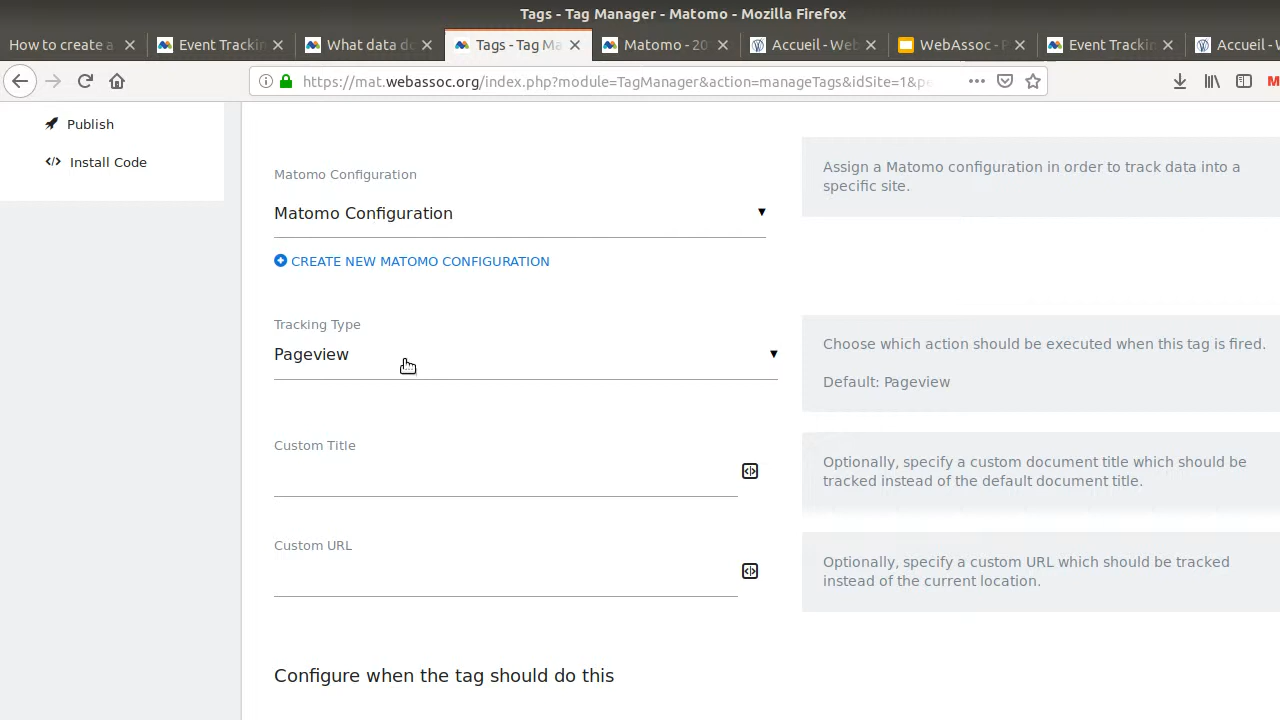 Tags - Tag Manager - Matomo - Mozilla Firefox
How to create a
Event Trackin
What data do
Tags - Tag Ma
Matomo - 20
Accueil - Web
WebAssoc - P
Event Trackin
Accueil - W
https://mat.webassoc.org/index.php?module=TagManager&action=manageTags&idSite=1&pe
Publish
Install Code
Matomo Configuration
Matomo Configuration
CREATE NEW MATOMO CONFIGURATION
Assign a Matomo configuration in order to track data into a
specific site.
Tracking Type
Pageview
Choose which action should be executed when this tag is fired.
Default: Pageview
Custom Title
Optionally, specify a custom document title which should be
tracked instead of the default document title.
Custom URL
Optionally, specify a custom URL which should be tracked
instead of the current location.
Configure when the tag should do this